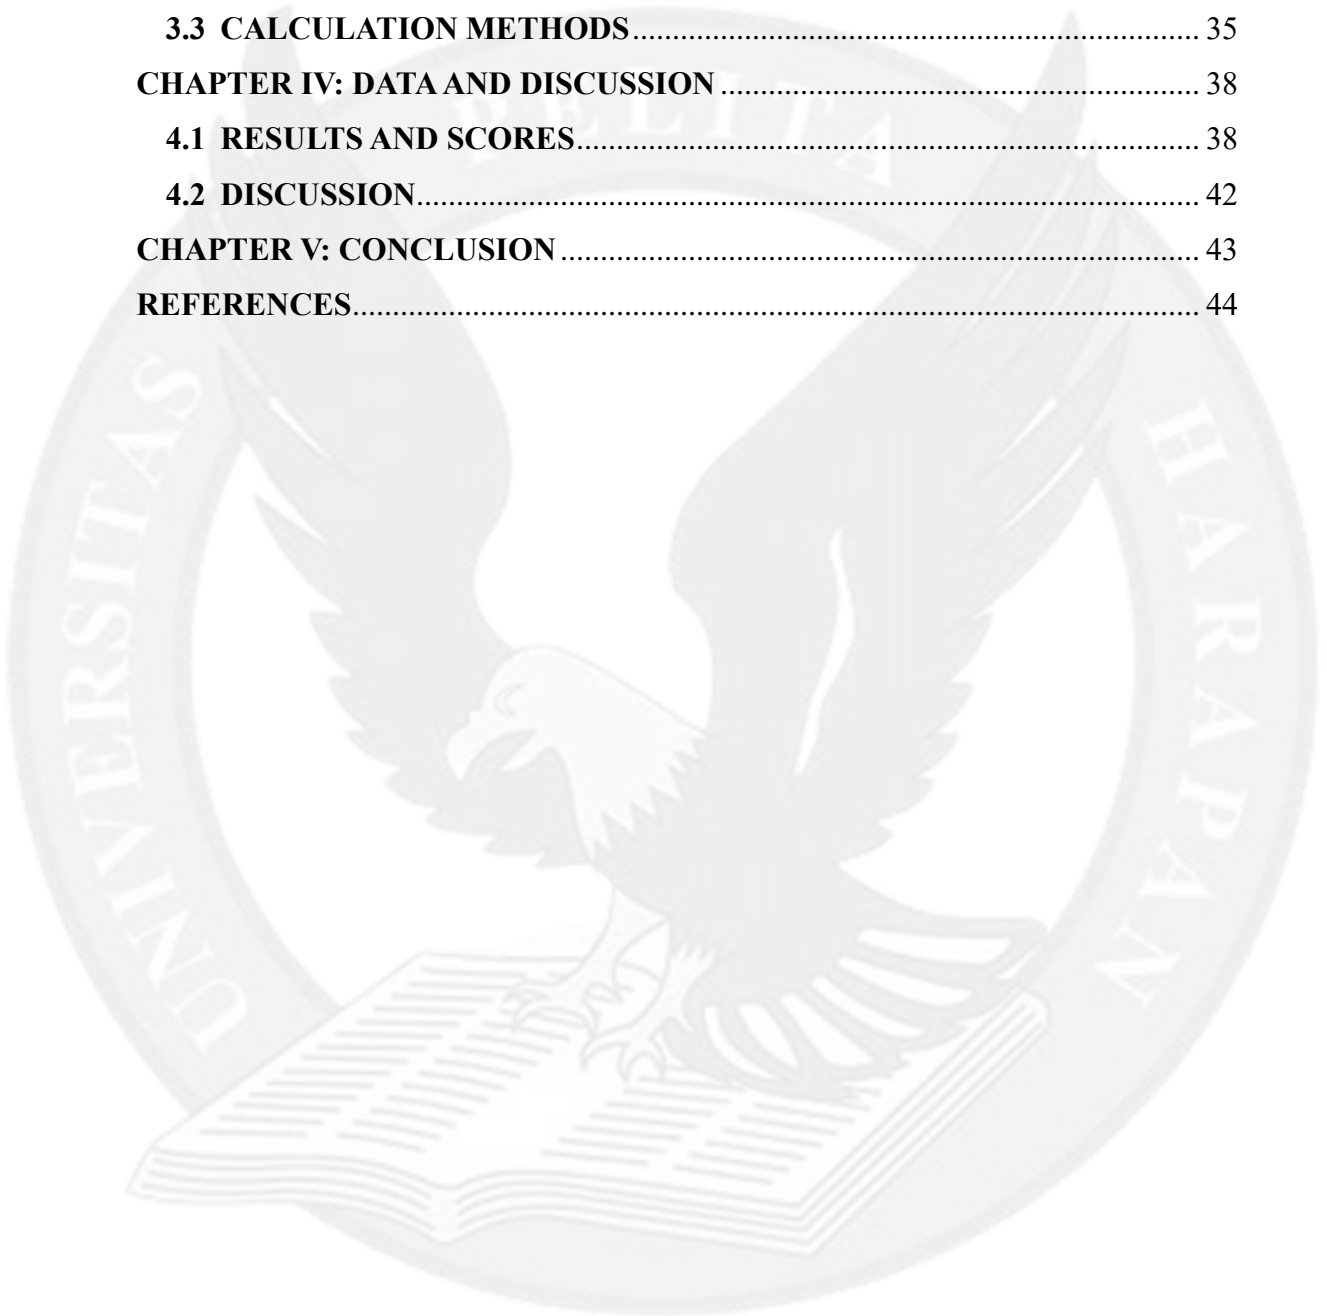 3.3 CALCULATION METHODS........................................................................ 35
CHAPTER IV: DATA AND DISCUSSION............................................................ 38
4.1 RESULTS AND SCORES............................................................................... 38
4.2 DISCUSSION.................................................................................................. 42
CHAPTER V: CONCLUSION................................................................................ 43
REFERENCES.......................................................................................................... 44
UNIVERSITAS PELITA HARAPAN